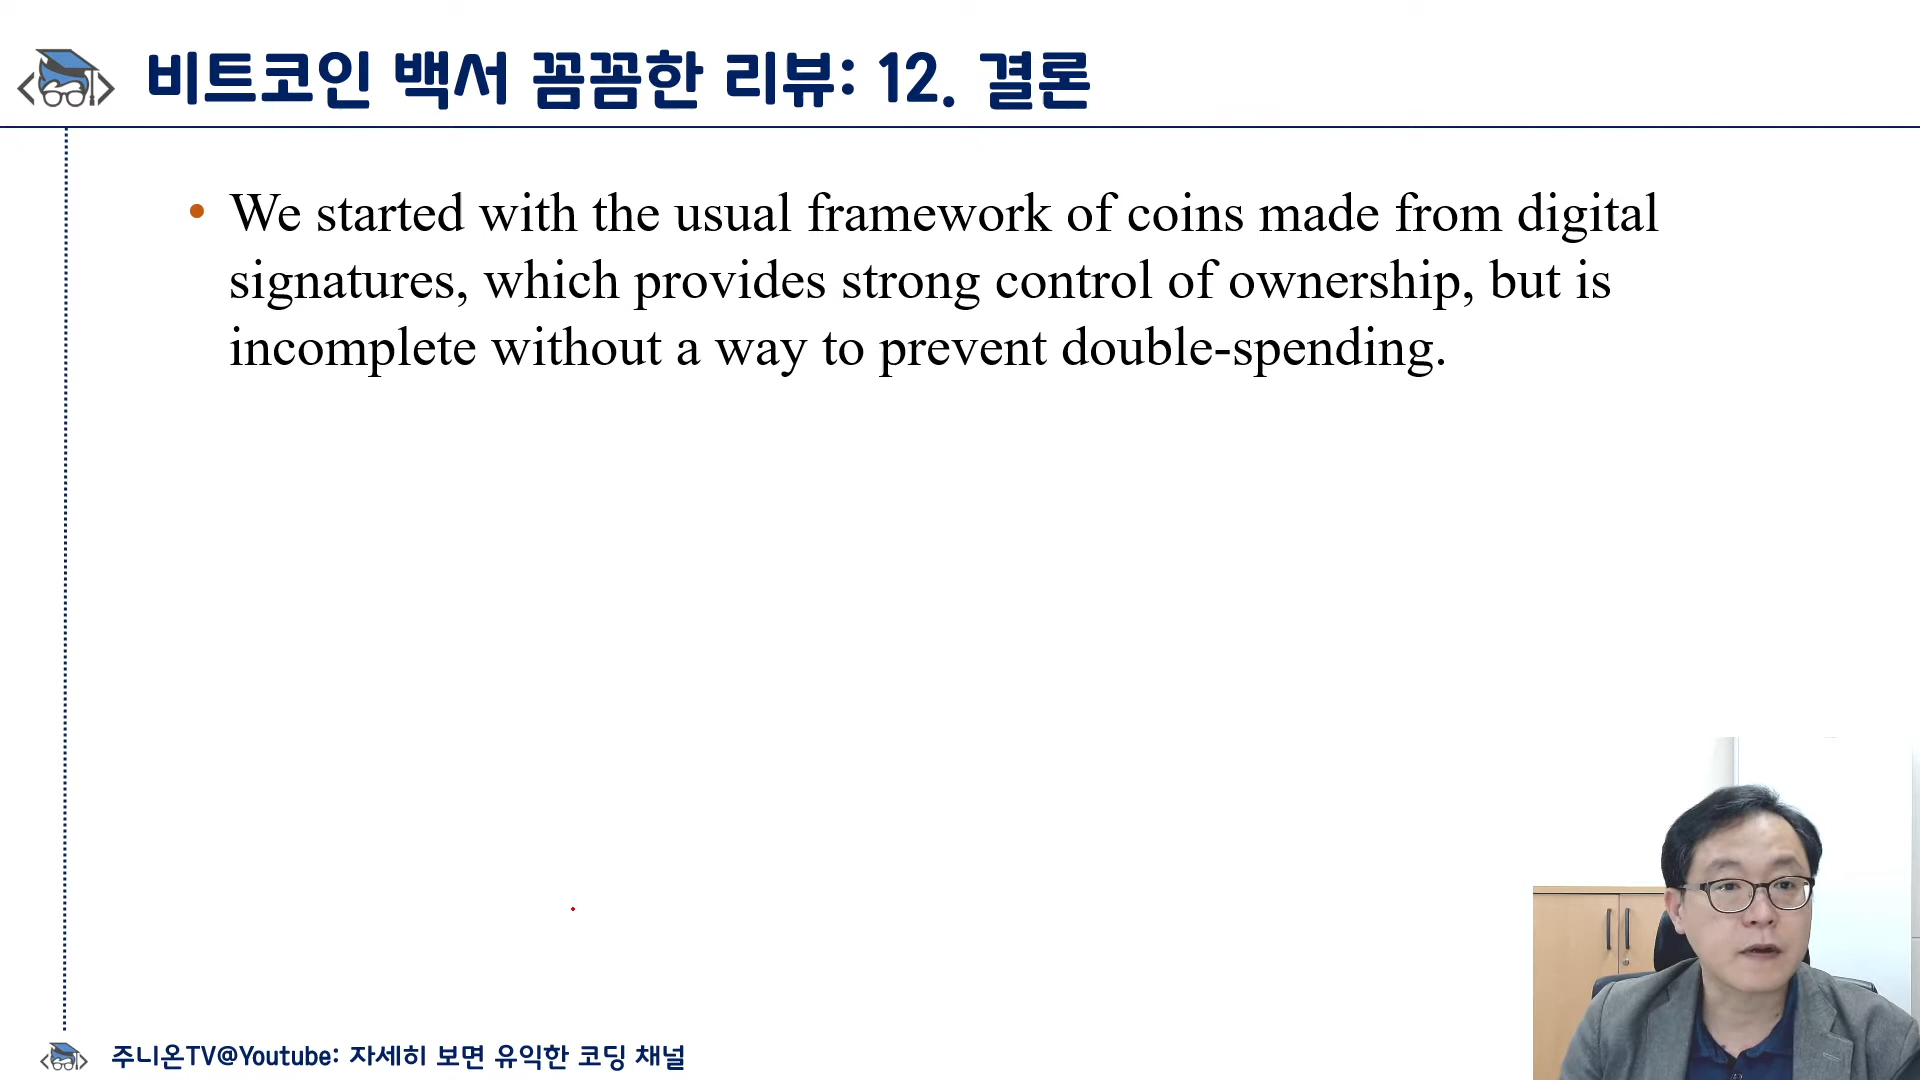 비트코인 백서 꼼꼼한 리뷰: 12. 결론
• We started with the usual framework of coins made from digital
signatures, which provides strong control of ownership, but is
incomplete without a way to prevent double-spending.
주니온TV@Youtube: 자세히 보면 유익한 코딩 채널